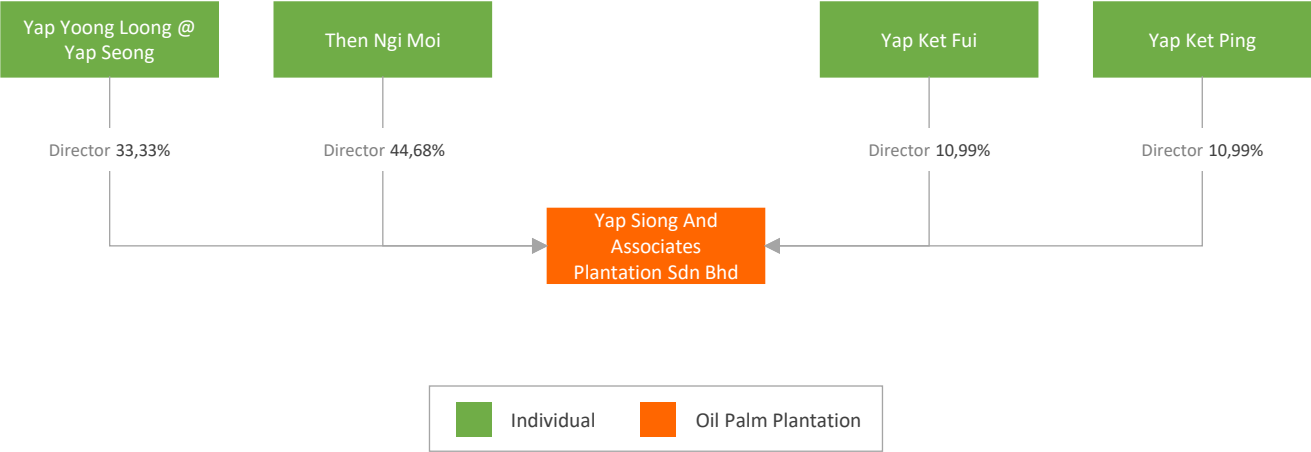 Yap Yoong Loong @
Yap Seong
Then Ngi Moi
Yap Ket Fui
Yap Ket Ping
Director 33,33%
Director 44,68%
Director 10,99%
Director 10,99%
Yap Siong And
Associates
Plantation Sdn Bhd
Individual
Oil Palm Plantation